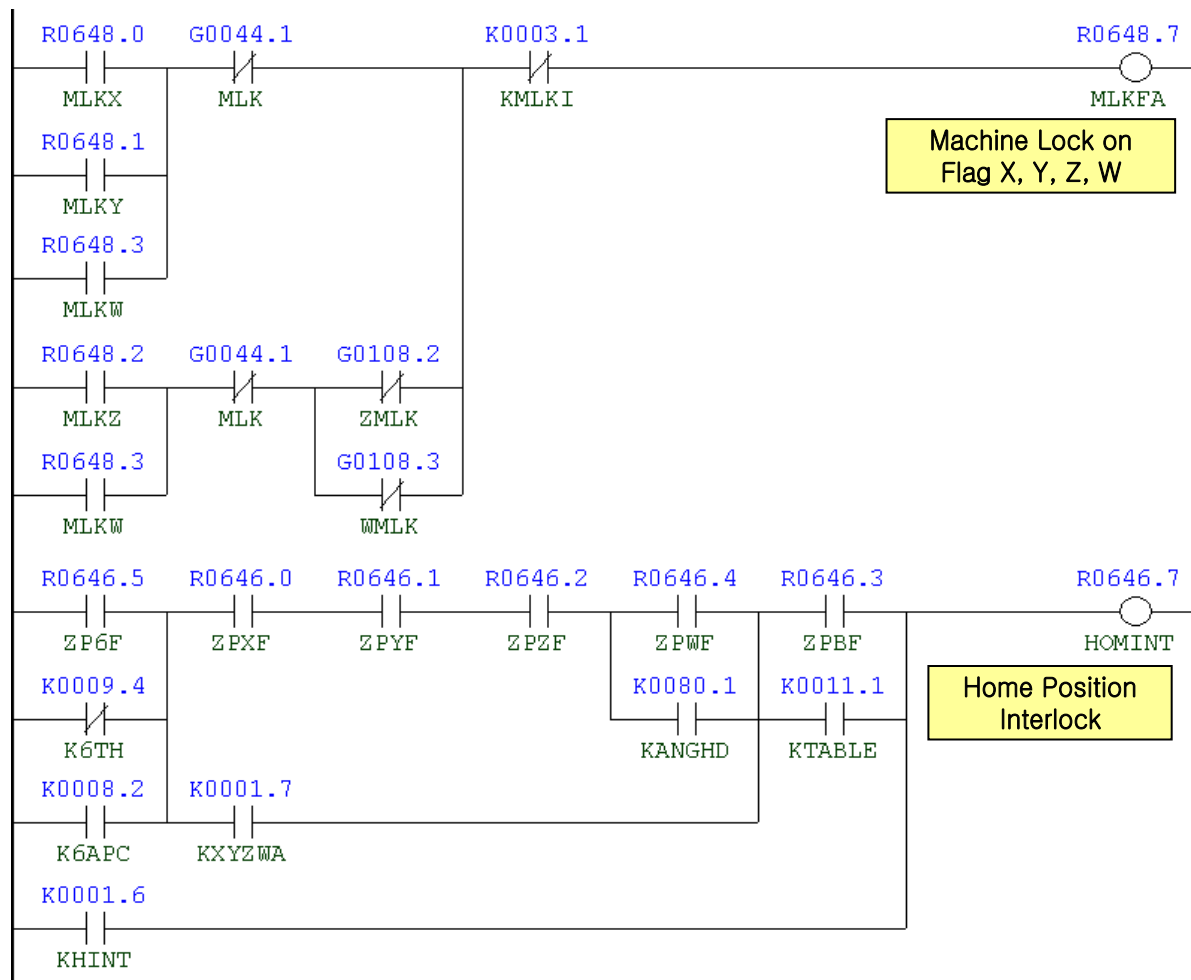 R0648.0 G0044.1 K0003.1 R0648.7
MLKX MLK KMLKI MLKFA
R0648.1
MLKY
Machine Lock on
Flag X, Y, Z, W
R0648.3
MLKW
R0648.2 G0044.1 G0108.2
MLKZ MLK ZMLK
R0648.3 G0108.3
MLKW WMLK
R0646.5 R0646.0 R0646.1 R0646.2 R0646.4 R0646.3 R0646.7
ZP6F ZPXF ZPYF ZPZF ZPWF ZPBF HOMINT
K0009.4 K0080.1 K0011.1
K6TH KANGHD KTABLE
Home Position
Interlock
K0008.2 K0001.7
K6APC KXYZWA
K0001.6
KHINT